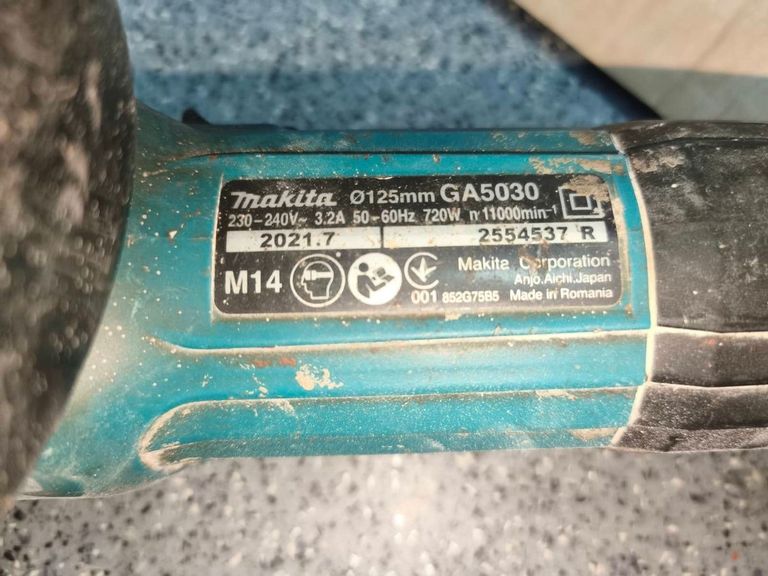 makita Ø125mm GA5030
230-240V~ 3.2A 50-60Hz 720W n 11000min-¹
2021.7 2554537 R
M14 Makita Corporation
Anjo, Aichi, Japan
001 852G75B5 Made in Romania